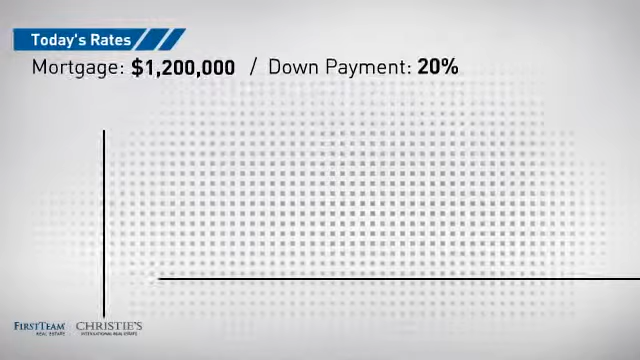 Today's Rates
Mortgage: $1,200,000 / Down Payment: 20%
FIRSTTEAM CHRISTIE'S
REAL ESTATE INTERNATIONAL REAL ESTATE